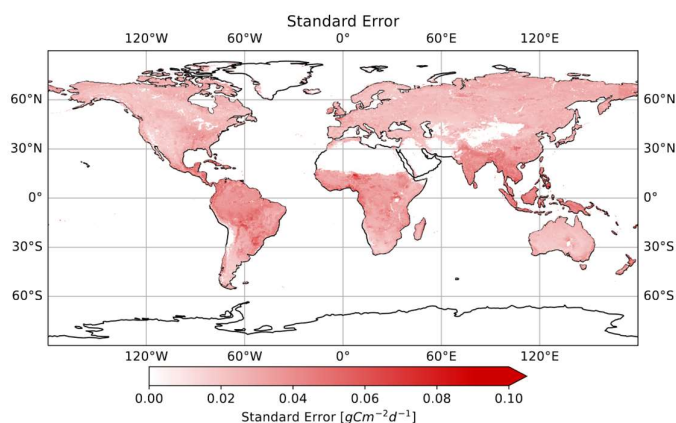 Standard Error
120°W 60°W 0° 60°E 120°E
60°N 60°N
30°N 30°N
0° 0°
30°S 30°S
60°S 60°S
120°W 60°W 0° 60°E 120°E
0.00 0.02 0.04 0.06 0.08 0.10
Standard Error [gCm⁻²d⁻¹]